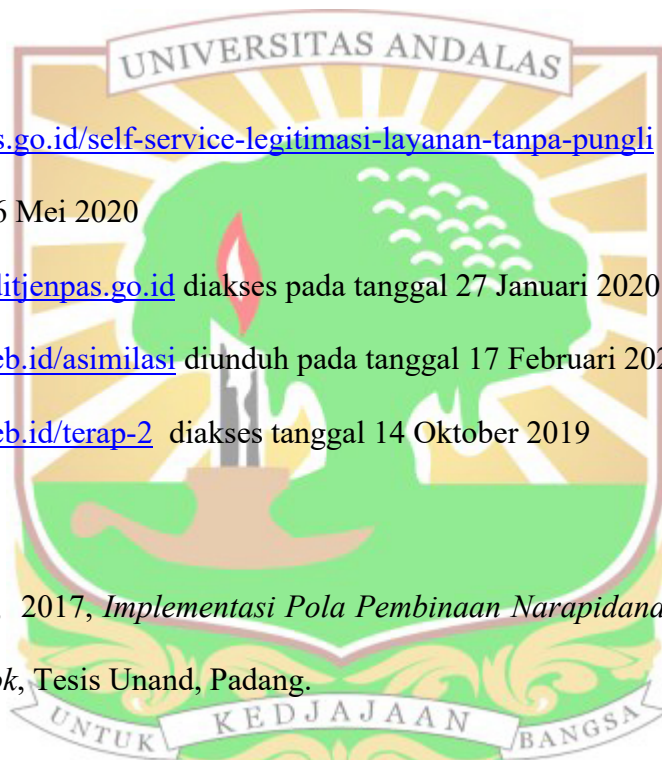 UNIVERSITAS ANDALAS
s.go.id/self-service-legitimasi-layanan-tanpa-pungli
6 Mei 2020
ditjenpas.go.id diakses pada tanggal 27 Januari 2020
eb.id/asimilasi diunduh pada tanggal 17 Februari 202
eb.id/terap-2 diakses tanggal 14 Oktober 2019
2017, Implementasi Pola Pembinaan Narapidana
ok, Tesis Unand, Padang.
UNTUK KEDJAJAAN BANGSA